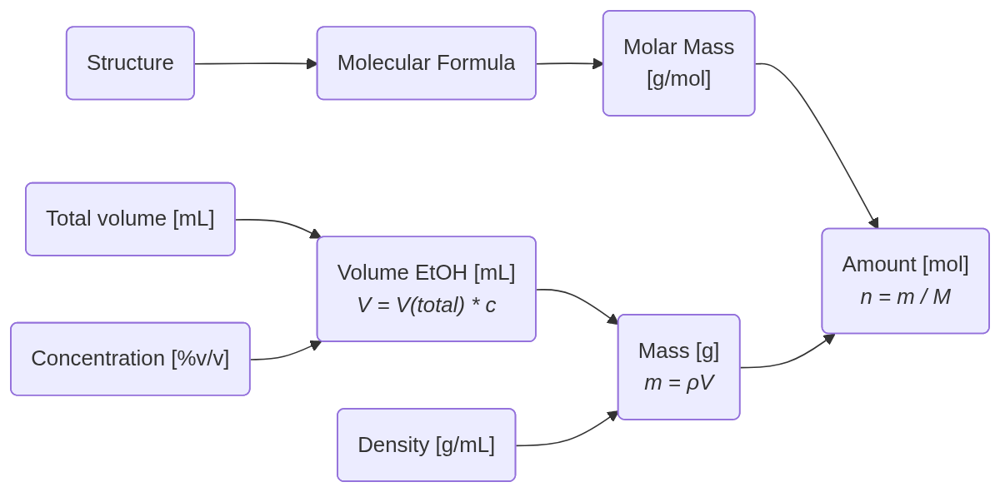 Structure
Molecular Formula
Molar Mass
[g/mol]
Total volume [mL]
Volume EtOH [mL]
V = V(total) * c
Amount [mol]
n = m / M
Concentration [%v/v]
Mass [g]
m = ρV
Density [g/mL]